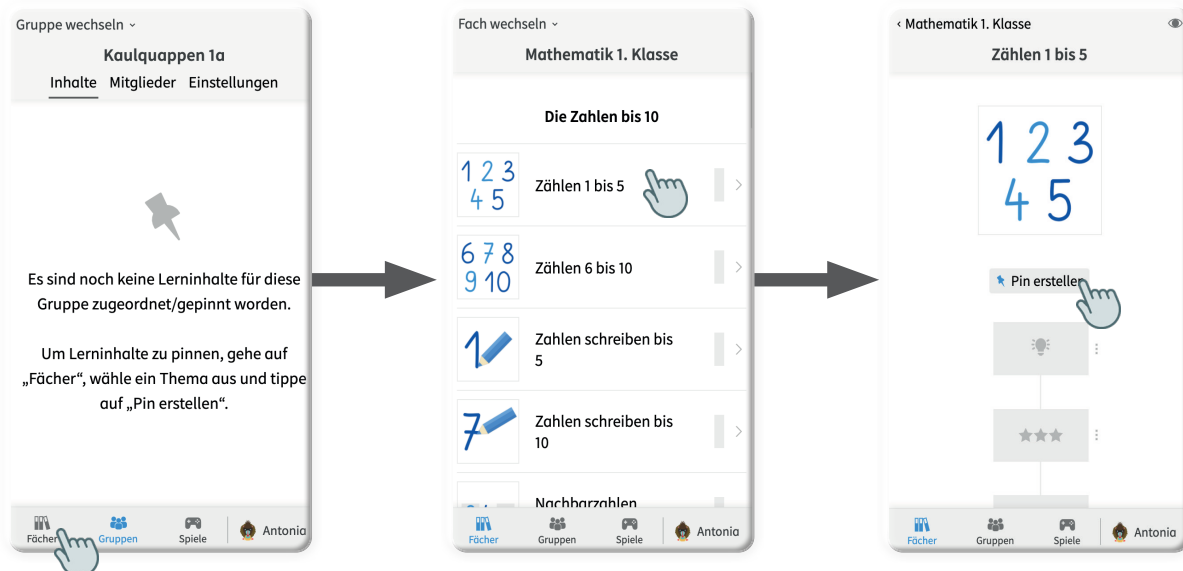 Gruppe wechseln
Kaulquappen 1a
Inhalte Mitglieder Einstellungen
Es sind noch keine Lerninhalte für diese
Gruppe zugeordnet/gepinnt worden.
Um Lerninhalte zu pinnen, gehe auf
„Fächer“, wähle ein Thema aus und tippe
auf „Pin erstellen“.
Fächer Gruppen Spiele Antonia
Fach wechseln
Mathematik 1. Klasse
Die Zahlen bis 10
1 2 3
4 5
Zählen 1 bis 5
6 7 8
9 10
Zählen 6 bis 10
1
Zahlen schreiben bis
5
7
Zahlen schreiben bis
10
Nachbarzahlen
Fächer Gruppen Spiele Antonia
‹ Mathematik 1. Klasse
Zählen 1 bis 5
1 2 3
4 5
Pin erstellen
Fächer Gruppen Spiele Antonia